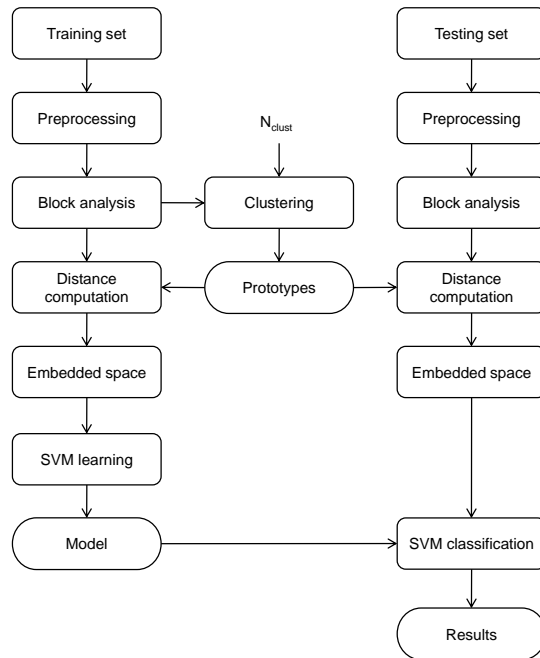 Training set
Testing set
Preprocessing
N_clust
Preprocessing
Block analysis
Clustering
Block analysis
Distance
computation
Prototypes
Distance
computation
Embedded space
Embedded space
SVM learning
Model
SVM classification
Results